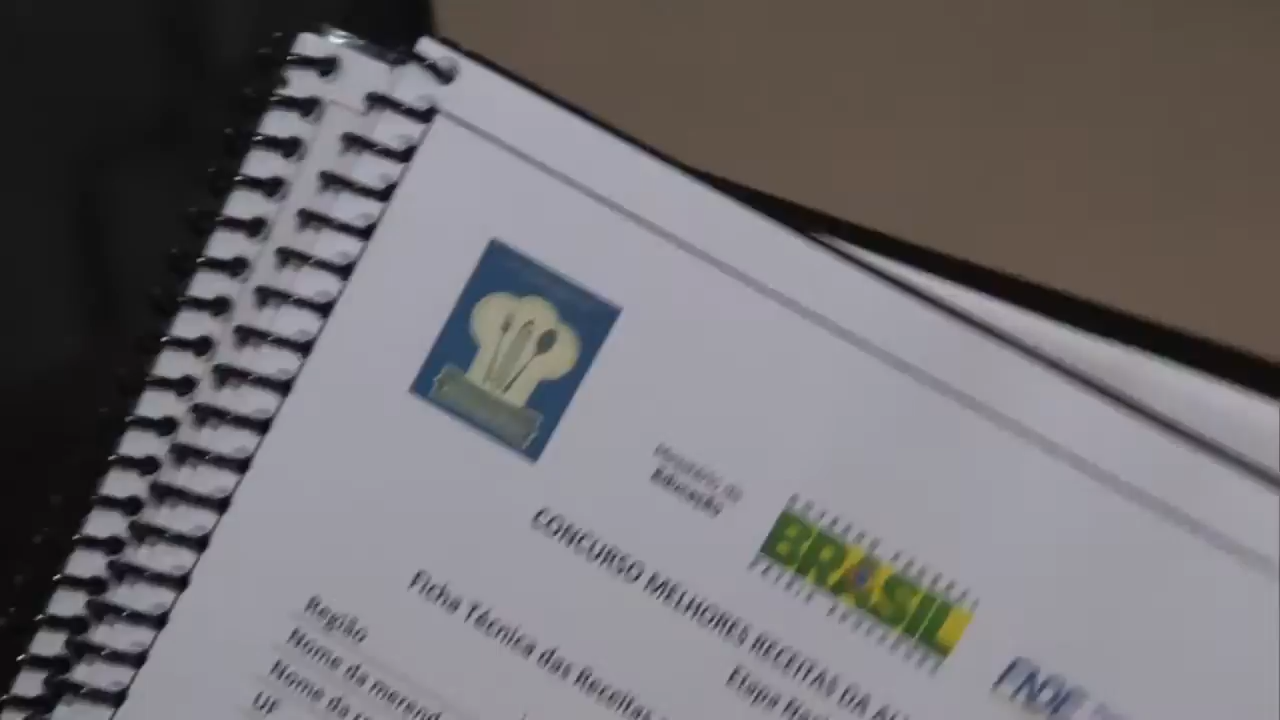 Ministério da
Educação
BRASIL
FNDE
CONCURSO MELHORES RECEITAS DA
Etapa
Ficha Técnica das Receitas
Região
Nome da
Nome da
UF